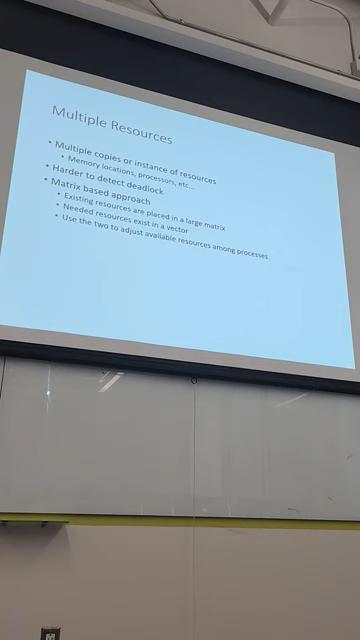 Multiple Resources
• Multiple copies or instance of resources
• Memory locations, processors, etc...
• Harder to detect deadlock
• Matrix based approach
• Existing resources are placed in a large matrix
• Needed resources exist in a vector
• Use the two to adjust available resources among processes